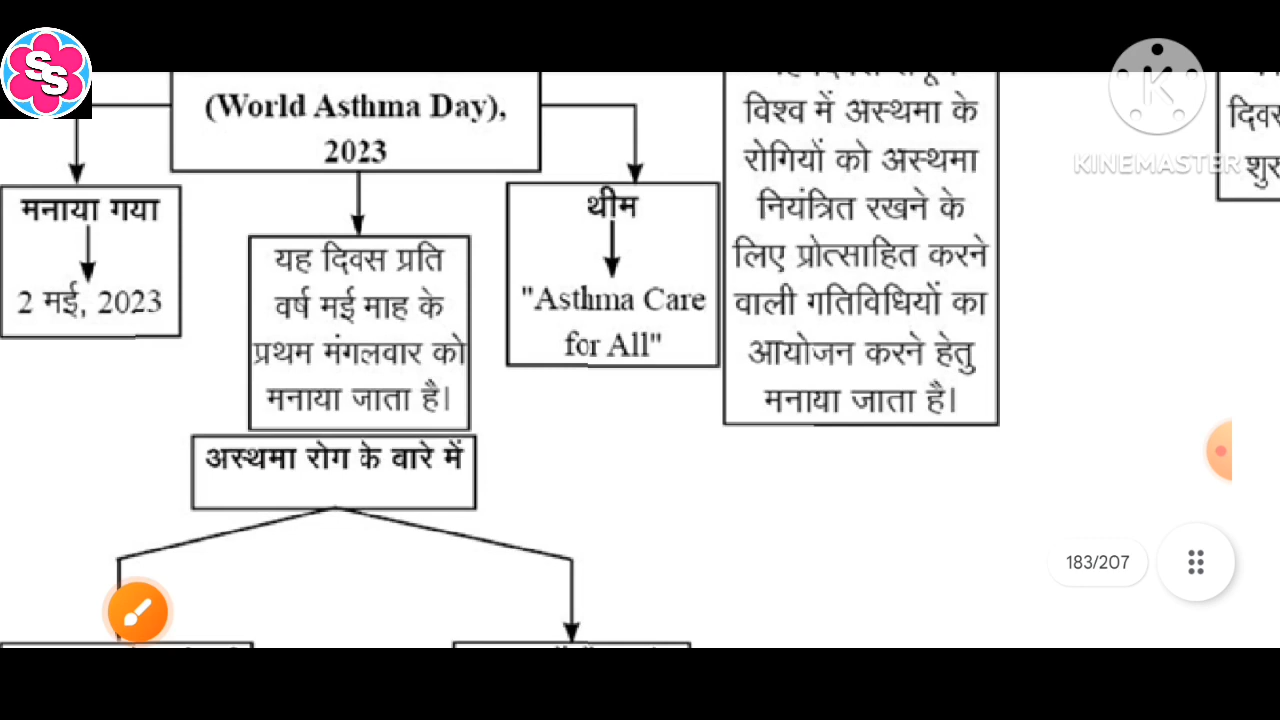 SS
KINEMASTER
(World Asthma Day),
2023
मनाया गया
2 मई, 2023
यह दिवस प्रति
वर्ष मई माह के
प्रथम मंगलवार को
मनाया जाता है।
थीम
"Asthma Care
for All"
विश्व में अस्थमा के
रोगियों को अस्थमा
नियंत्रित रखने के
लिए प्रोत्साहित करने
वाली गतिविधियों का
आयोजन करने हेतु
मनाया जाता है।
अस्थमा रोग के वारे में
183/207